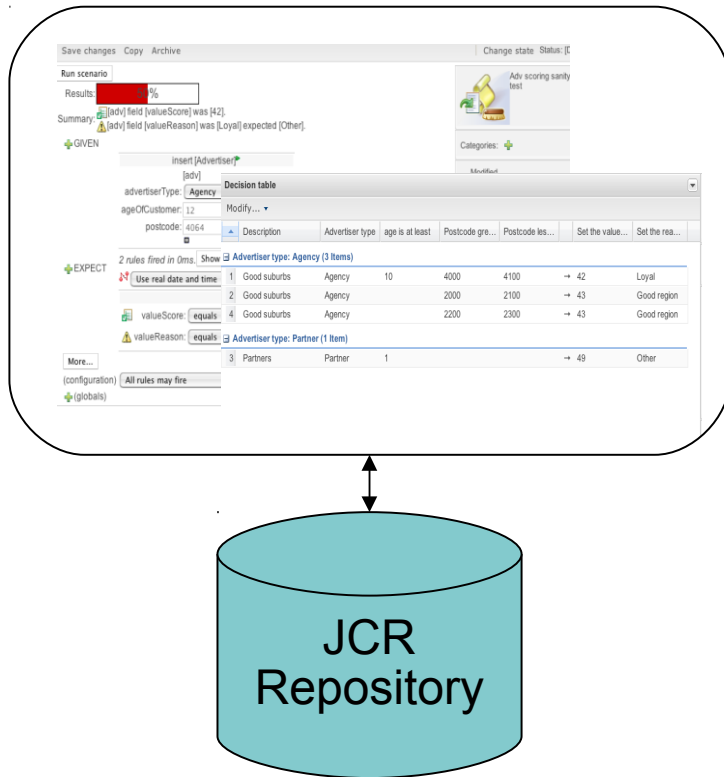 Save changes Copy Archive
Change state Status: [D
Run scenario
Results:
Summary:
[adv] field [valueScore] was [42].
[adv] field [valueReason] was [Loyal] expected [Other].
Adv scoring sanity
test
GIVEN
Categories:
Modified
insert [Advertiser]
[adv]
advertiserType: Agency
ageOfCustomer: 12
postcode: 4064
EXPECT
2 rules fired in 0ms. Show
Use real date and time
valueScore: equals
valueReason: equals
More...
(configuration) All rules may fire
(globals)
Decision table
Modify...
Description Advertiser type age is at least Postcode gre... Postcode les... Set the value... Set the rea...
Advertiser type: Agency (3 Items)
1 Good suburbs Agency 10 4000 4100 → 42 Loyal
2 Good suburbs Agency 2000 2100 → 43 Good region
4 Good suburbs Agency 2200 2300 → 43 Good region
Advertiser type: Partner (1 Item)
3 Partners Partner 1 → 49 Other
JCR
Repository